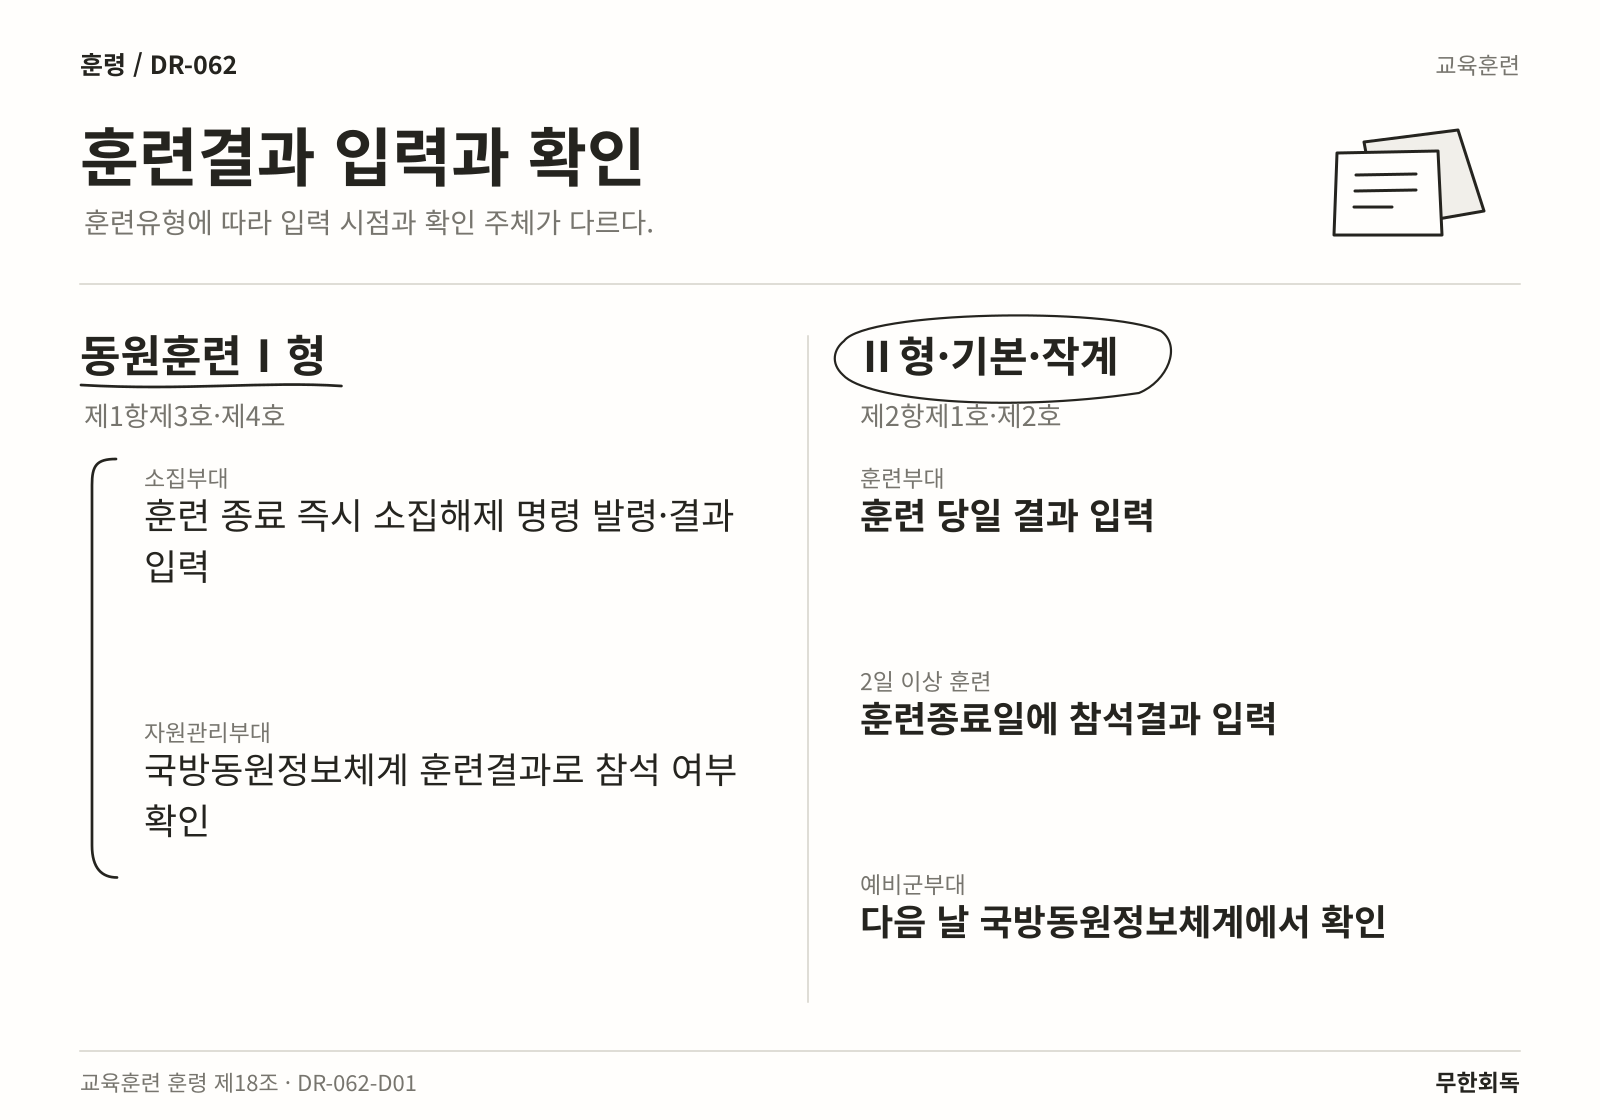 훈령 / DR-062
교육훈련
훈련결과 입력과 확인
훈련유형에 따라 입력 시점과 확인 주체가 다르다.
동원훈련Ⅰ형
제1항제3호·제4호
소집부대
훈련 종료 즉시 소집해제 명령 발령·결과
입력
자원관리부대
국방동원정보체계 훈련결과로 참석 여부
확인
Ⅱ형·기본·작계
제2항제1호·제2호
훈련부대
훈련 당일 결과 입력
2일 이상 훈련
훈련종료일에 참석결과 입력
예비군부대
다음 날 국방동원정보체계에서 확인
교육훈련 훈령 제18조 · DR-062-D01
무한회독